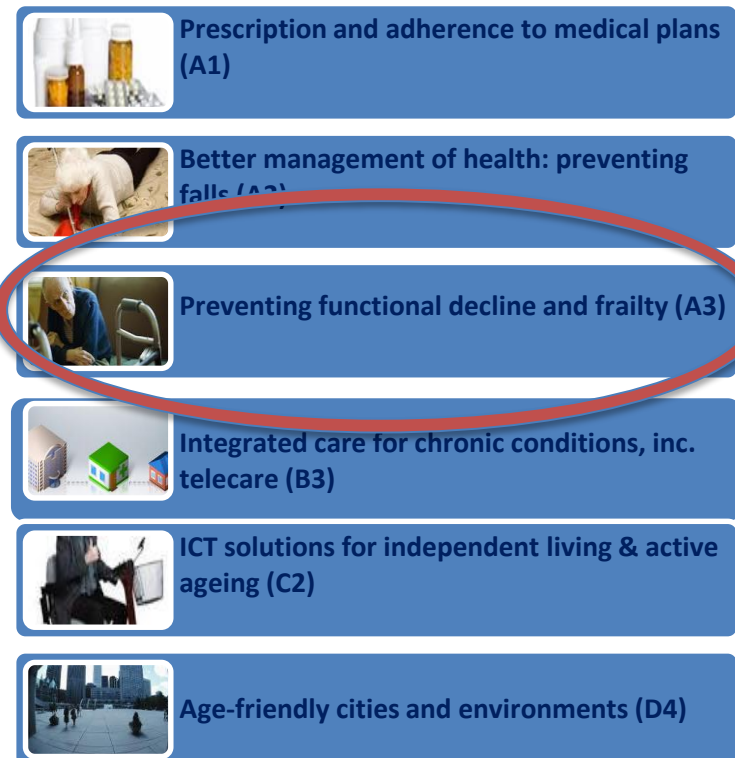 Prescription and adherence to medical plans
(A1)
Better management of health: preventing
falls (A2)
Preventing functional decline and frailty (A3)
Integrated care for chronic conditions, inc.
telecare (B3)
ICT solutions for independent living & active
ageing (C2)
Age-friendly cities and environments (D4)